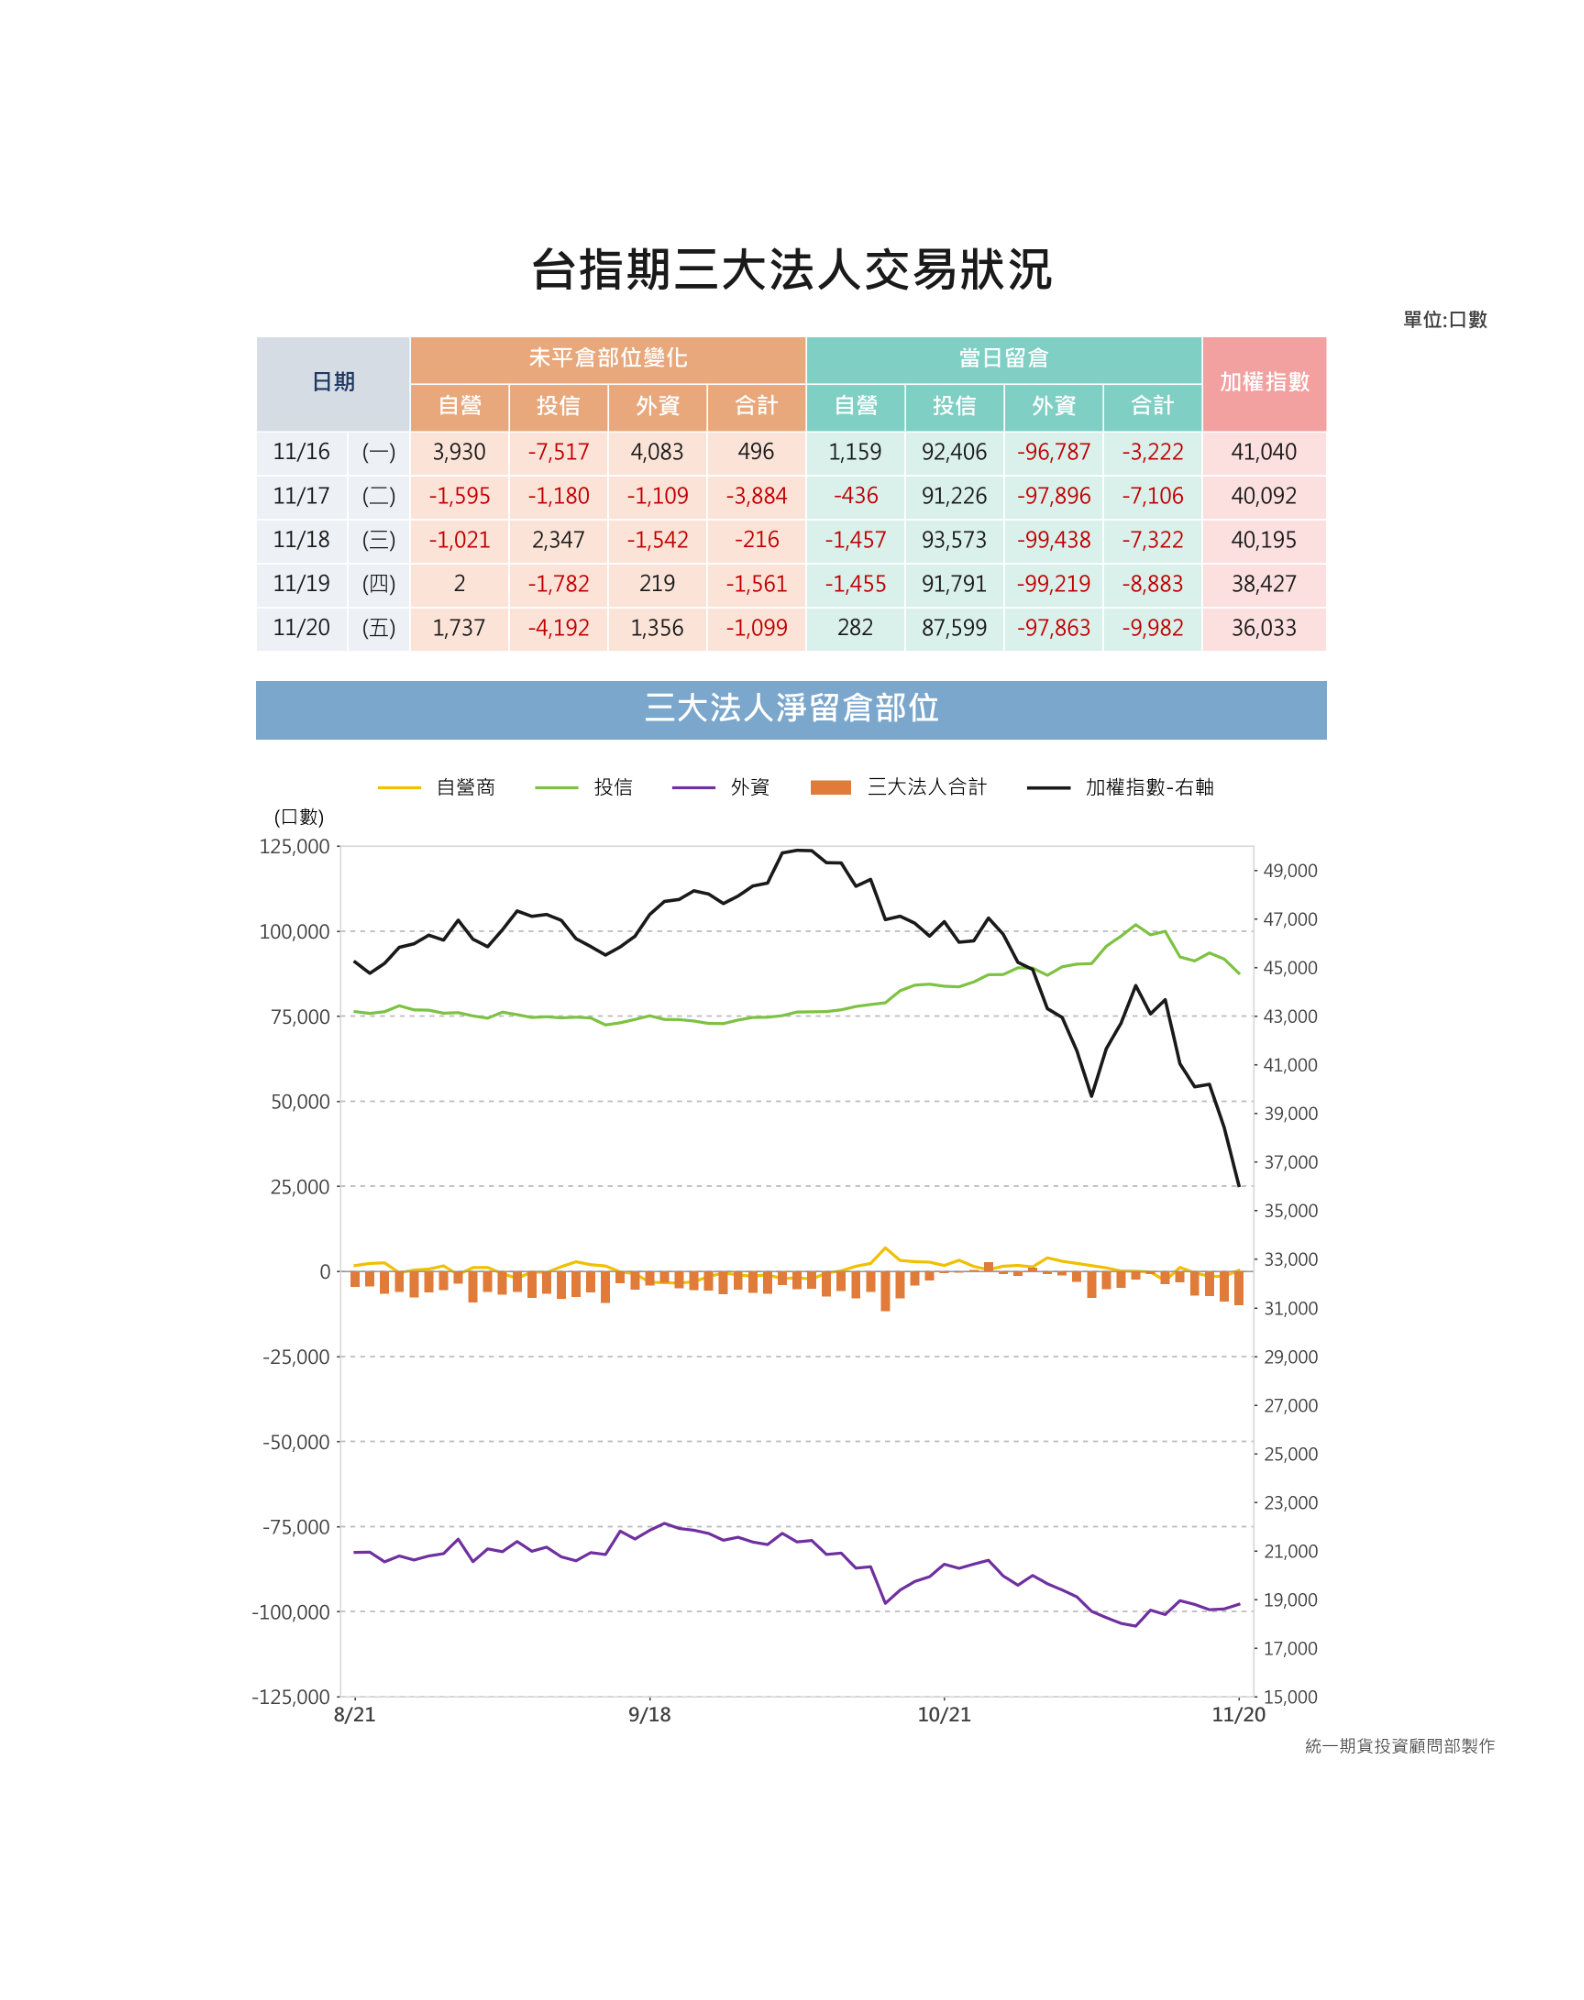 台指期三大法人交易狀況
單位:口數
日期 未平倉部位變化 當日留倉 加權指數
自營 投信 外資 合計 自營 投信 外資 合計
11/16 (一) 3,930 -7,517 4,083 496 1,159 92,406 -96,787 -3,222 41,040
11/17 (二) -1,595 -1,180 -1,109 -3,884 -436 91,226 -97,896 -7,106 40,092
11/18 (三) -1,021 2,347 -1,542 -216 -1,457 93,573 -99,438 -7,322 40,195
11/19 (四) 2 -1,782 219 -1,561 -1,455 91,791 -99,219 -8,883 38,427
11/20 (五) 1,737 -4,192 1,356 -1,099 282 87,599 -97,863 -9,982 36,033
三大法人淨留倉部位
自營商 投信 外資 三大法人合計 加權指數-右軸
(口數)
125,000
100,000
75,000
50,000
25,000
0
-25,000
-50,000
-75,000
-100,000
-125,000
49,000
47,000
45,000
43,000
41,000
39,000
37,000
35,000
33,000
31,000
29,000
27,000
25,000
23,000
21,000
19,000
17,000
15,000
8/21 9/18 10/21 11/20
統一期貨投資顧問部製作